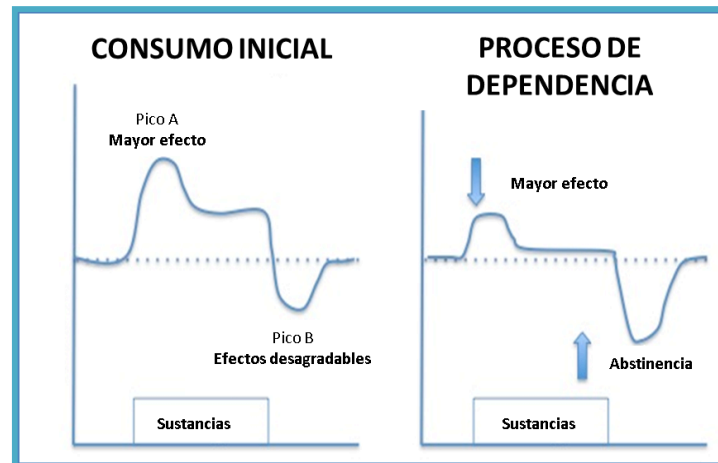 CONSUMO INICIAL
Pico A
Mayor efecto
Pico B
Efectos desagradables
Sustancias
PROCESO DE
DEPENDENCIA
Mayor efecto
Abstinencia
Sustancias